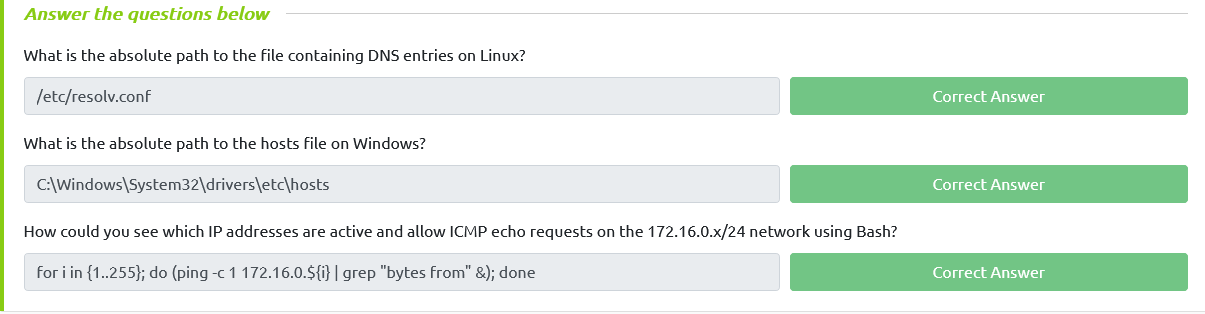 Answer the questions below
What is the absolute path to the file containing DNS entries on Linux?
/etc/resolv.conf
Correct Answer
What is the absolute path to the hosts file on Windows?
C:\Windows\System32\drivers\etc\hosts
Correct Answer
How could you see which IP addresses are active and allow ICMP echo requests on the 172.16.0.x/24 network using Bash?
for i in {1..255}; do (ping -c 1 172.16.0.${i} | grep "bytes from" &); done
Correct Answer